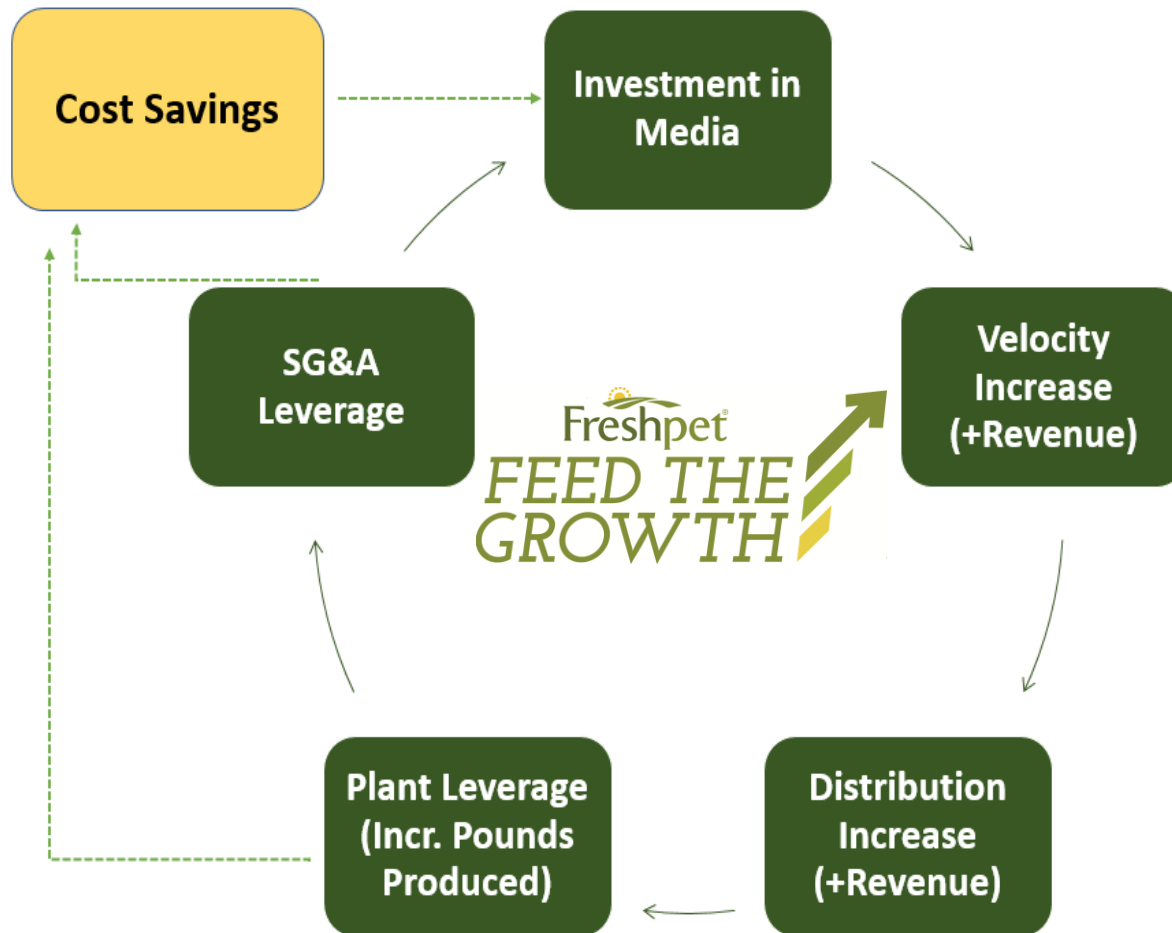 Cost Savings
Investment in
Media
SG&A
Leverage
Velocity
Increase
(+Revenue)
Freshpet®
FEED THE
GROWTH
Plant Leverage
(Incr. Pounds
Produced)
Distribution
Increase
(+Revenue)